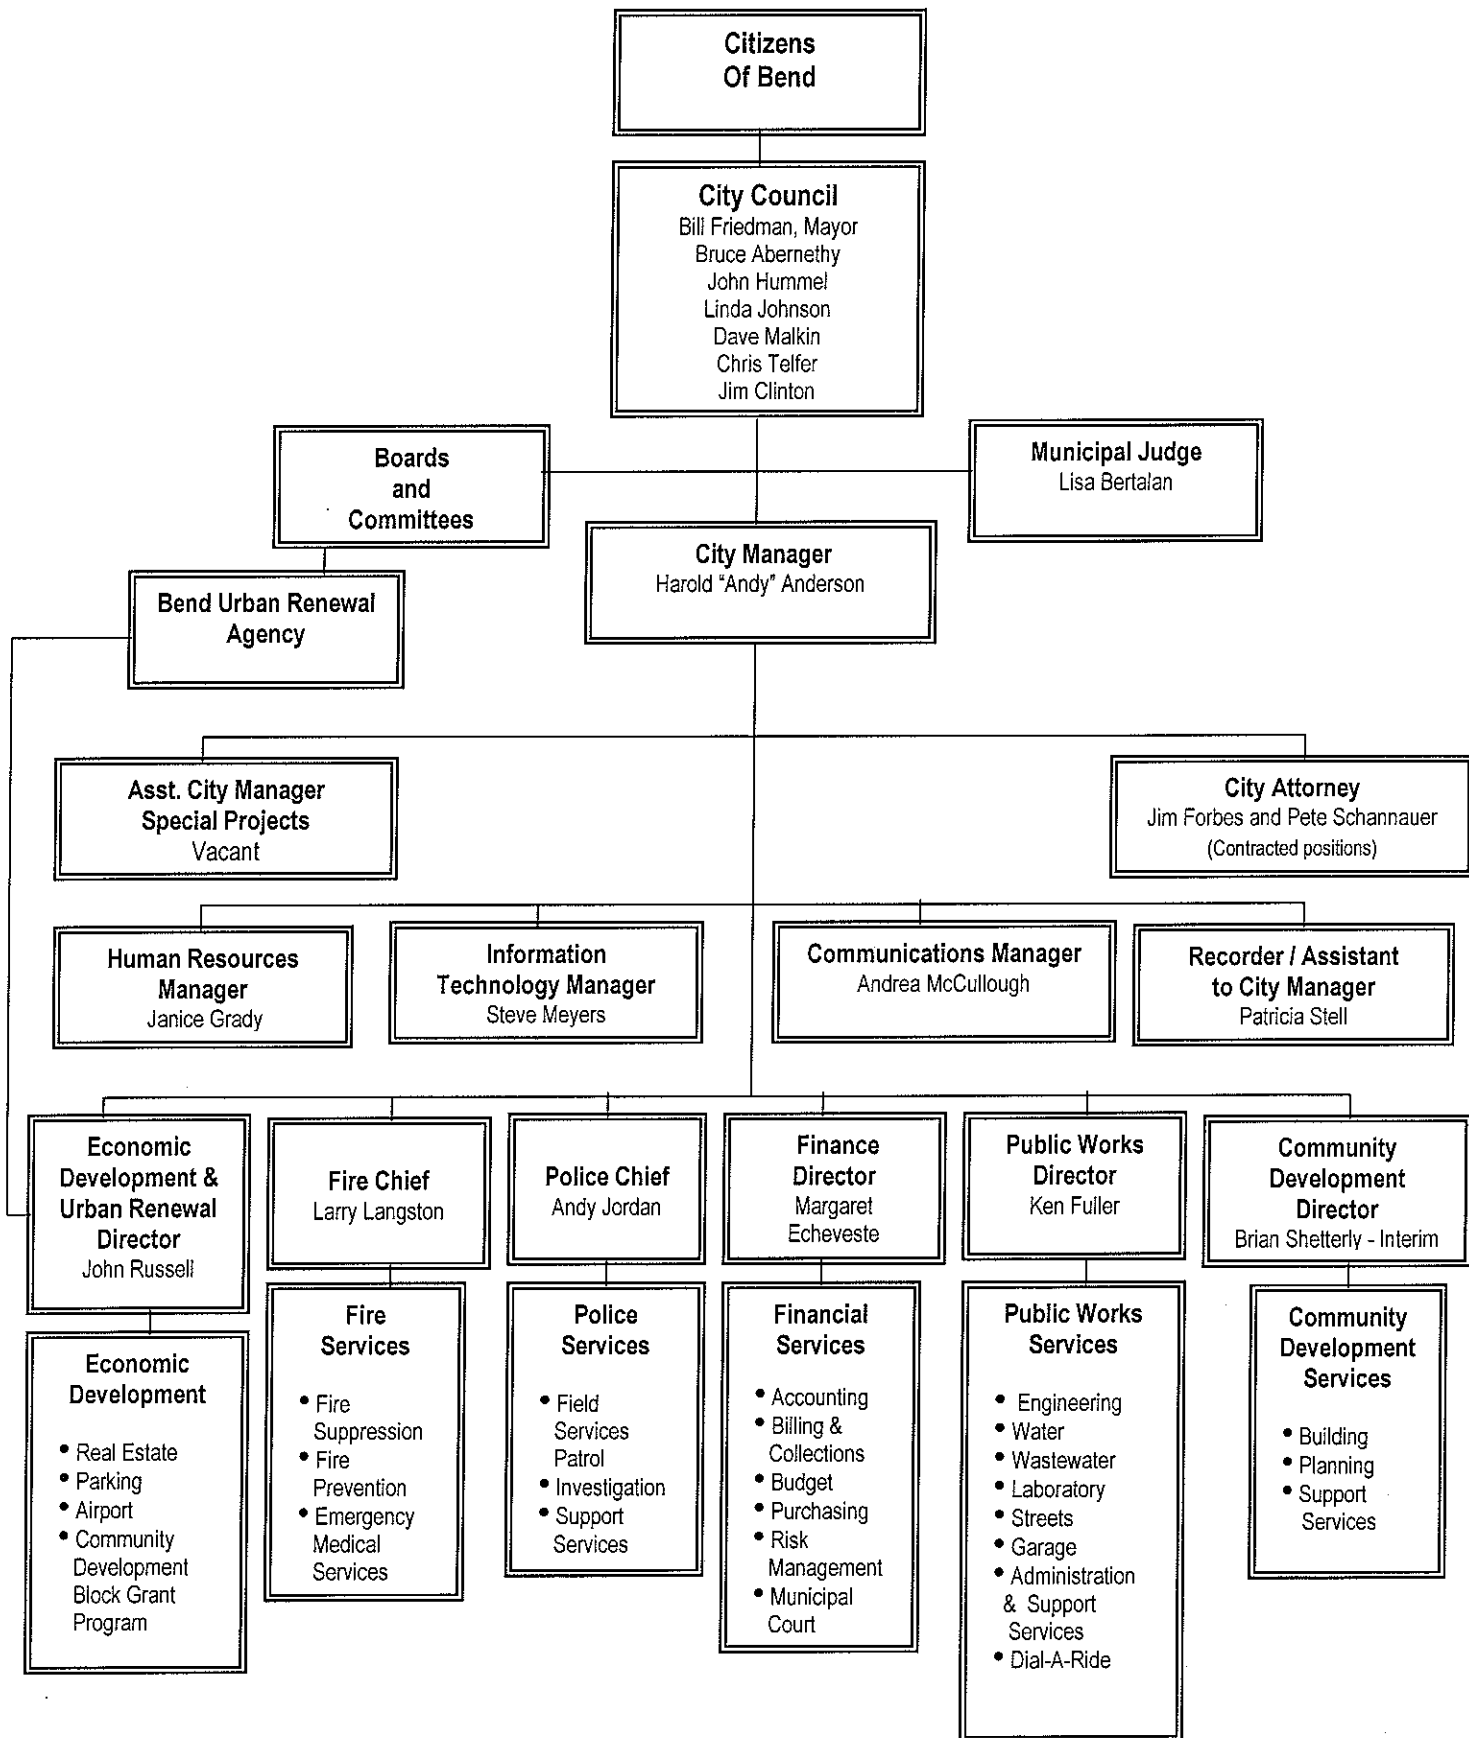 Citizens
Of Bend
City Council
Bill Friedman, Mayor
Bruce Abernethy
John Hummel
Linda Johnson
Dave Malkin
Chris Telfer
Jim Clinton
Boards
and
Committees
Municipal Judge
Lisa Bertalan
City Manager
Harold "Andy" Anderson
Bend Urban Renewal
Agency
Asst. City Manager
Special Projects
Vacant
City Attorney
Jim Forbes and Pete Schannauer
(Contracted positions)
Human Resources
Manager
Janice Grady
Information
Technology Manager
Steve Meyers
Communications Manager
Andrea McCullough
Recorder / Assistant
to City Manager
Patricia Stell
Economic
Development &
Urban Renewal
Director
John Russell
Fire Chief
Larry Langston
Police Chief
Andy Jordan
Finance
Director
Margaret
Echeveste
Public Works
Director
Ken Fuller
Community
Development
Director
Brian Shetterly - Interim
Economic
Development
• Real Estate
• Parking
• Airport
• Community
Development
Block Grant
Program
Fire
Services
• Fire
Suppression
• Fire
Prevention
• Emergency
Medical
Services
Police
Services
• Field
Services
Patrol
• Investigation
• Support
Services
Financial
Services
• Accounting
• Billing &
Collections
• Budget
• Purchasing
• Risk
Management
• Municipal
Court
Public Works
Services
• Engineering
• Water
• Wastewater
• Laboratory
• Streets
• Garage
• Administration
& Support
Services
• Dial-A-Ride
Community
Development
Services
• Building
• Planning
• Support
Services